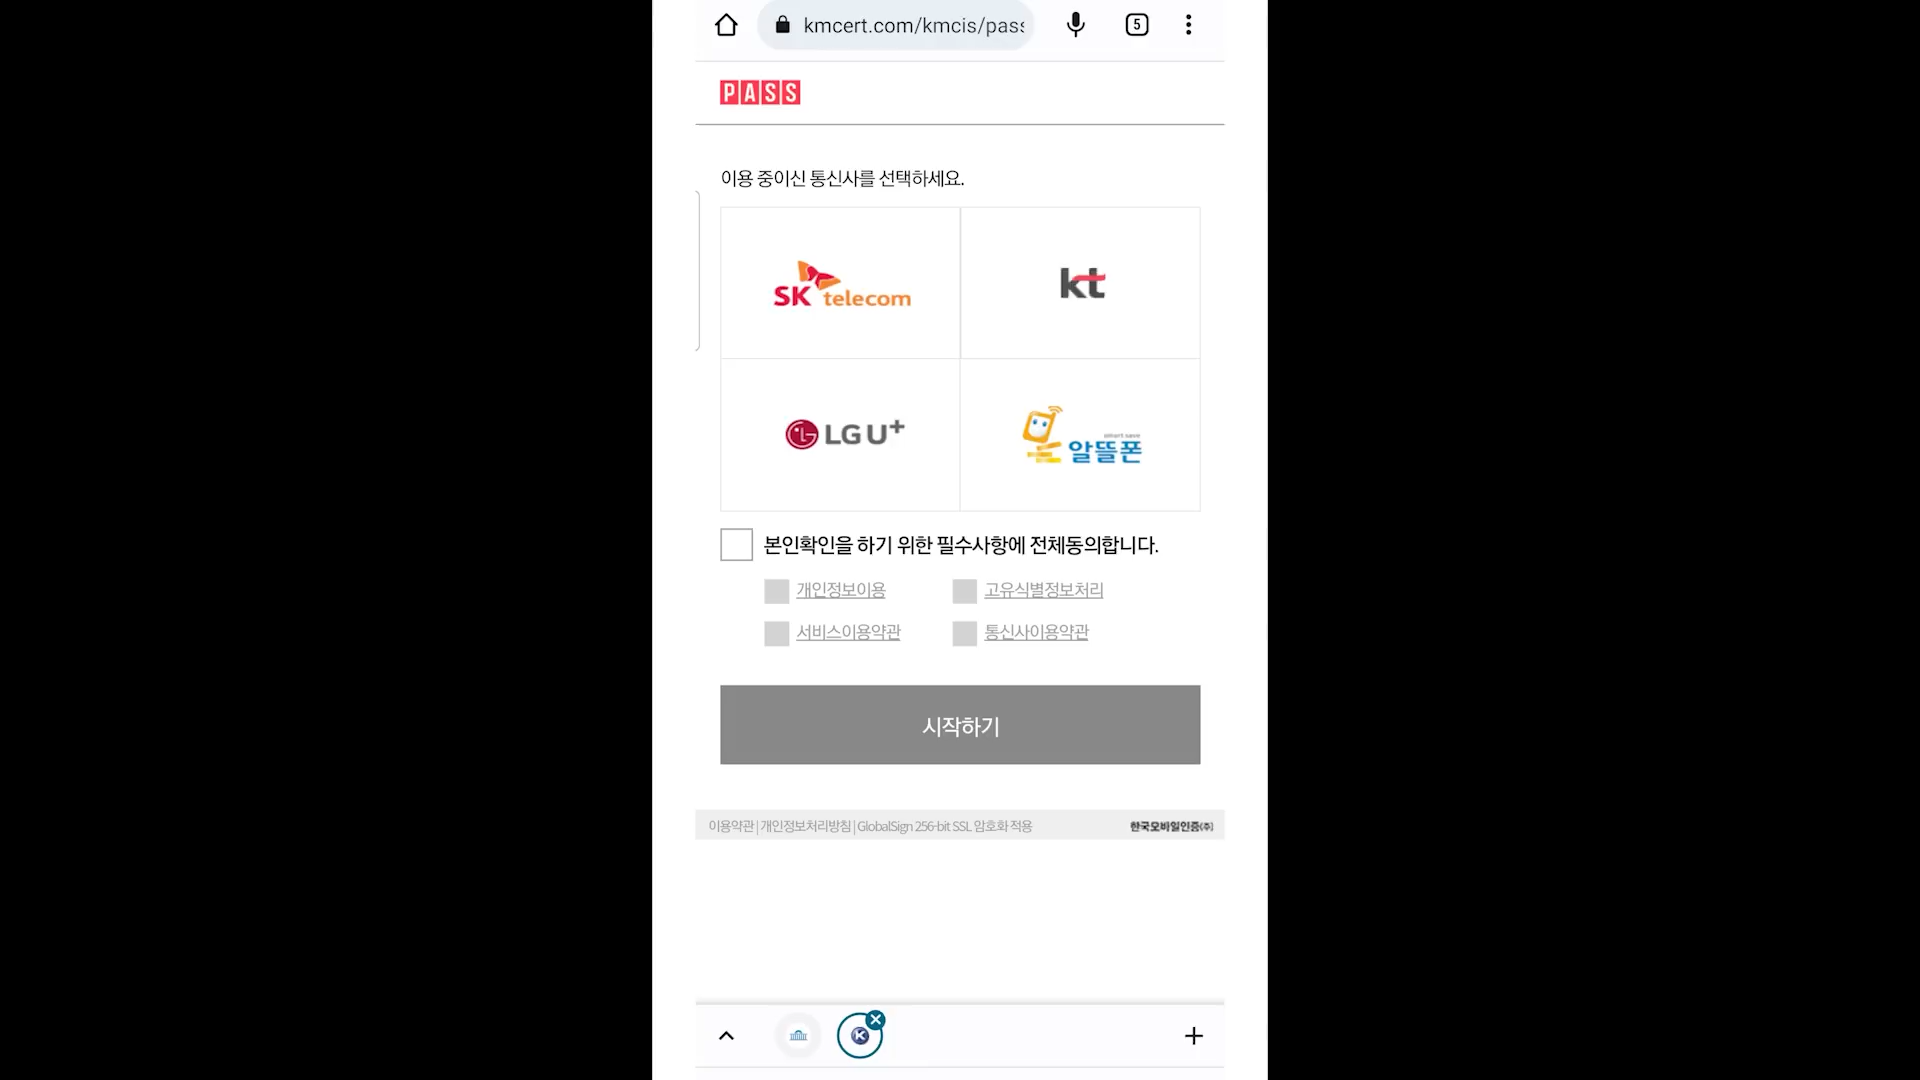 kmcert.com/kmcis/pass
5
PASS
이용 중이신 통신사를 선택하세요.
SK telecom
kt
LG U+
smart save
알뜰폰
본인확인을 하기 위한 필수사항에 전체동의합니다.
개인정보이용
고유식별정보처리
서비스이용약관
통신사이용약관
시작하기
이용약관 | 개인정보처리방침 | GlobalSign 256-bit SSL 암호화 적용
한국모바일인증(주)
K